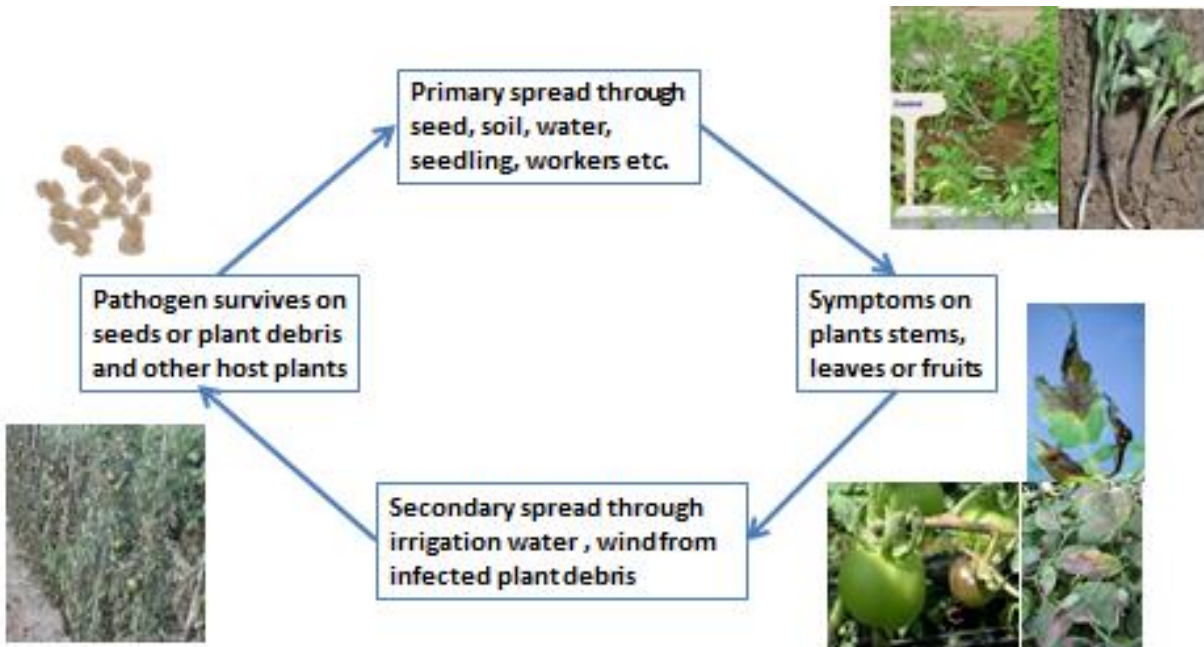 Primary spread through
seed, soil, water,
seedling, workers etc.
Pathogen survives on
seeds or plant debris
and other host plants
Symptoms on
plants stems,
leaves or fruits
Secondary spread through
irrigation water , wind from
infected plant debris